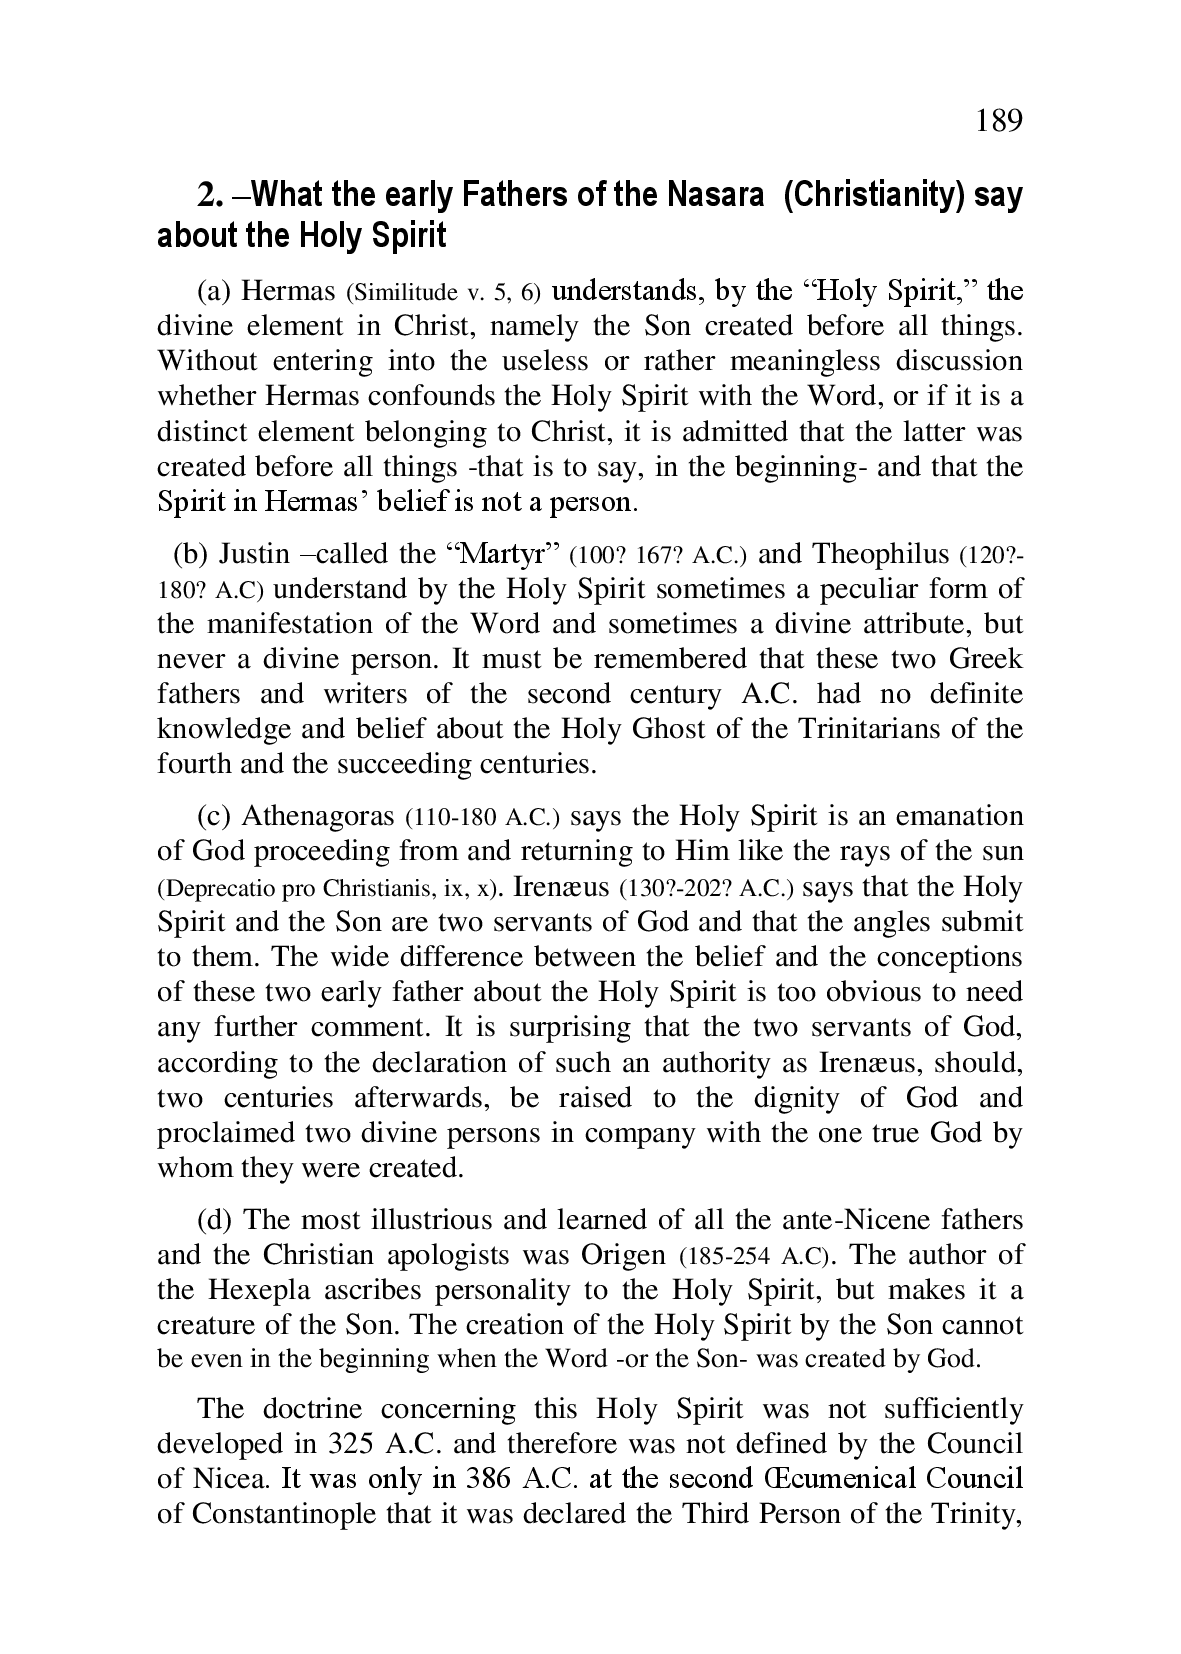 189
2. –What the early Fathers of the Nasara (Christianity) say
about the Holy Spirit
(a) Hermas (Similitude v. 5, 6) understands, by the “Holy Spirit,” the
divine element in Christ, namely the Son created before all things.
Without entering into the useless or rather meaningless discussion
whether Hermas confounds the Holy Spirit with the Word, or if it is a
distinct element belonging to Christ, it is admitted that the latter was
created before all things -that is to say, in the beginning- and that the
Spirit in Hermas’ belief is not a person.
(b) Justin –called the “Martyr” (100? 167? A.C.) and Theophilus (120?-
180? A.C) understand by the Holy Spirit sometimes a peculiar form of
the manifestation of the Word and sometimes a divine attribute, but
never a divine person. It must be remembered that these two Greek
fathers and writers of the second century A.C. had no definite
knowledge and belief about the Holy Ghost of the Trinitarians of the
fourth and the succeeding centuries.
(c) Athenagoras (110-180 A.C.) says the Holy Spirit is an emanation
of God proceeding from and returning to Him like the rays of the sun
(Deprecatio pro Christianis, ix, x). Irenæus (130?-202? A.C.) says that the Holy
Spirit and the Son are two servants of God and that the angles submit
to them. The wide difference between the belief and the conceptions
of these two early father about the Holy Spirit is too obvious to need
any further comment. It is surprising that the two servants of God,
according to the declaration of such an authority as Irenæus, should,
two centuries afterwards, be raised to the dignity of God and
proclaimed two divine persons in company with the one true God by
whom they were created.
(d) The most illustrious and learned of all the ante-Nicene fathers
and the Christian apologists was Origen (185-254 A.C). The author of
the Hexepla ascribes personality to the Holy Spirit, but makes it a
creature of the Son. The creation of the Holy Spirit by the Son cannot
be even in the beginning when the Word -or the Son- was created by God.
The doctrine concerning this Holy Spirit was not sufficiently
developed in 325 A.C. and therefore was not defined by the Council
of Nicea. It was only in 386 A.C. at the second Œcumenical Council
of Constantinople that it was declared the Third Person of the Trinity,